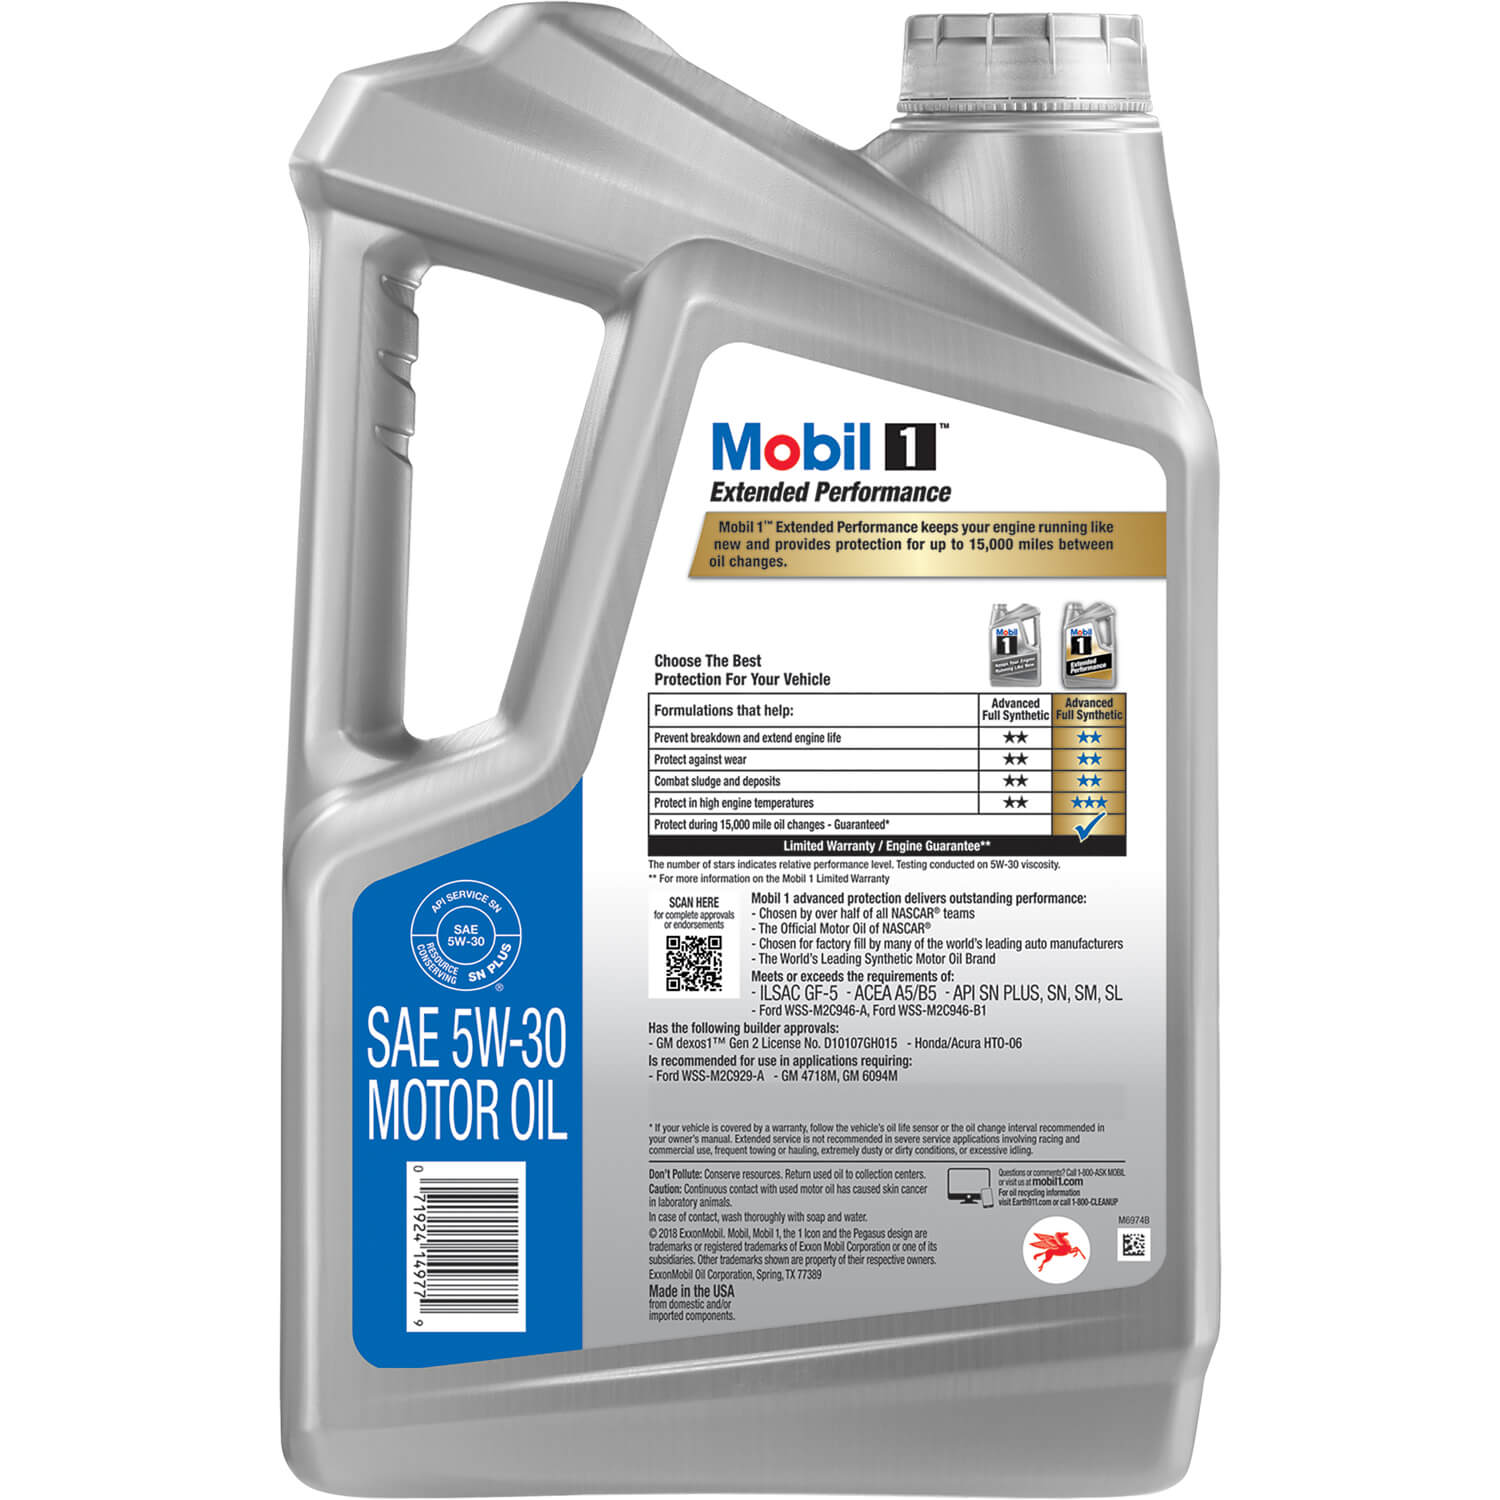 Mobil 1™
Extended Performance
Mobil 1™ Extended Performance keeps your engine running like
new and provides protection for up to 15,000 miles between
oil changes.
Mobil
1
Keeps Your Engine
Running Like New
Mobil
1
Extended
Performance
Choose The Best
Protection For Your Vehicle
Formulations that help:
Advanced
Full Synthetic
Advanced
Full Synthetic
Prevent breakdown and extend engine life ★★ ★★
Protect against wear ★★ ★★
Combat sludge and deposits ★★ ★★
Protect in high engine temperatures ★★ ★★★
Protect during 15,000 mile oil changes - Guaranteed* ✓
Limited Warranty / Engine Guarantee**
The number of stars indicates relative performance level. Testing conducted on 5W-30 viscosity.
** For more information on the Mobil 1 Limited Warranty
SCAN HERE
for complete approvals
or endorsements
Mobil 1 advanced protection delivers outstanding performance:
- Chosen by over half of all NASCAR® teams
- The Official Motor Oil of NASCAR®
- Chosen for factory fill by many of the world's leading auto manufacturers
- The World's Leading Synthetic Motor Oil Brand
Meets or exceeds the requirements of:
- ILSAC GF-5 - ACEA A5/B5 - API SN PLUS, SN, SM, SL
- Ford WSS-M2C946-A, Ford WSS-M2C946-B1
Has the following builder approvals:
- GM dexos1™ Gen 2 License No. D10107GH015 - Honda/Acura HTO-06
Is recommended for use in applications requiring:
- Ford WSS-M2C929-A - GM 4718M, GM 6094M
* If your vehicle is covered by a warranty, follow the vehicle's oil life sensor or the oil change interval recommended in
your owner's manual. Extended service is not recommended in severe service applications involving racing and
commercial use, frequent towing or hauling, extremely dusty or dirty conditions, or excessive idling.
Don't Pollute: Conserve resources. Return used oil to collection centers.
Caution: Continuous contact with used motor oil has caused skin cancer
in laboratory animals.
In case of contact, wash thoroughly with soap and water.
© 2018 ExxonMobil. Mobil, Mobil 1, the 1 Icon and the Pegasus design are
trademarks or registered trademarks of Exxon Mobil Corporation or one of its
subsidiaries. Other trademarks shown are property of their respective owners.
ExxonMobil Oil Corporation, Spring, TX 77389
Made in the USA
from domestic and/or
imported components.
Questions or comments? Call 1-800-ASK MOBIL
or visit us at mobil1.com
For oil recycling information
visit Earth911.com or call 1-800-CLEANUP
M6974B
API SERVICE SN
SAE
5W-30
RESOURCE
CONSERVING
SN PLUS
®
SAE 5W-30
MOTOR OIL
0 71924 14977 9